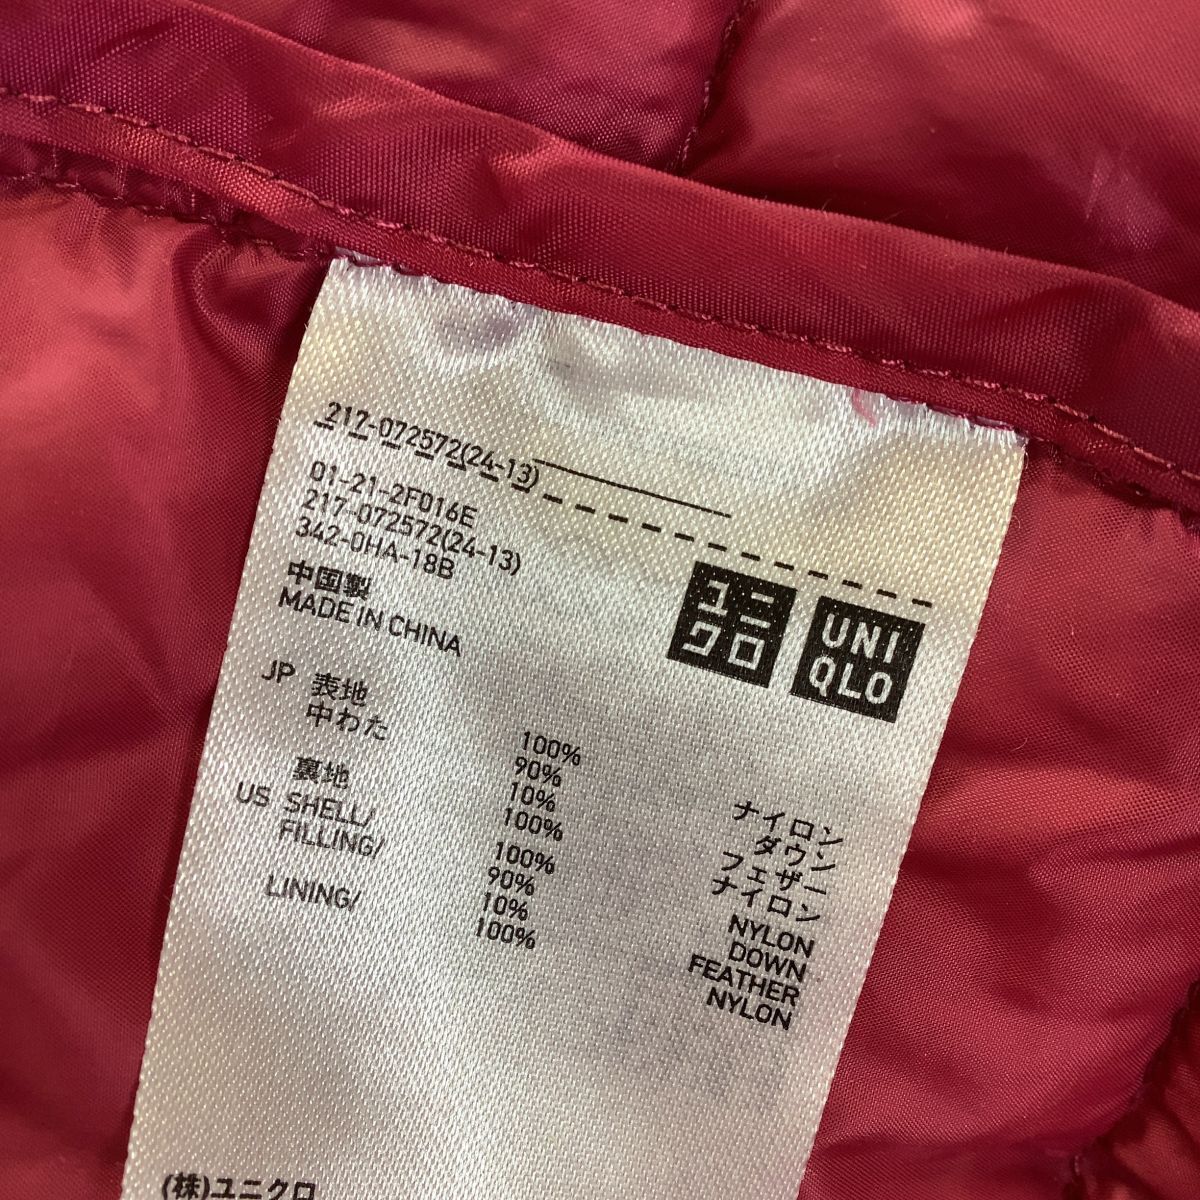 217-072572(24-13)
01-21-2F016E
217-072572(24-13)
342-0HA-18B
中国製
MADE IN CHINA
ユニ
クロ
UNI
QLO
JP 表地 100% ナイロン
中わた 90% ダウン
10% フェザー
裏地 100% ナイロン
US SHELL/ 100% NYLON
FILLING/ 90% DOWN
10% FEATHER
LINING/ 100% NYLON
(株)ユニクロ